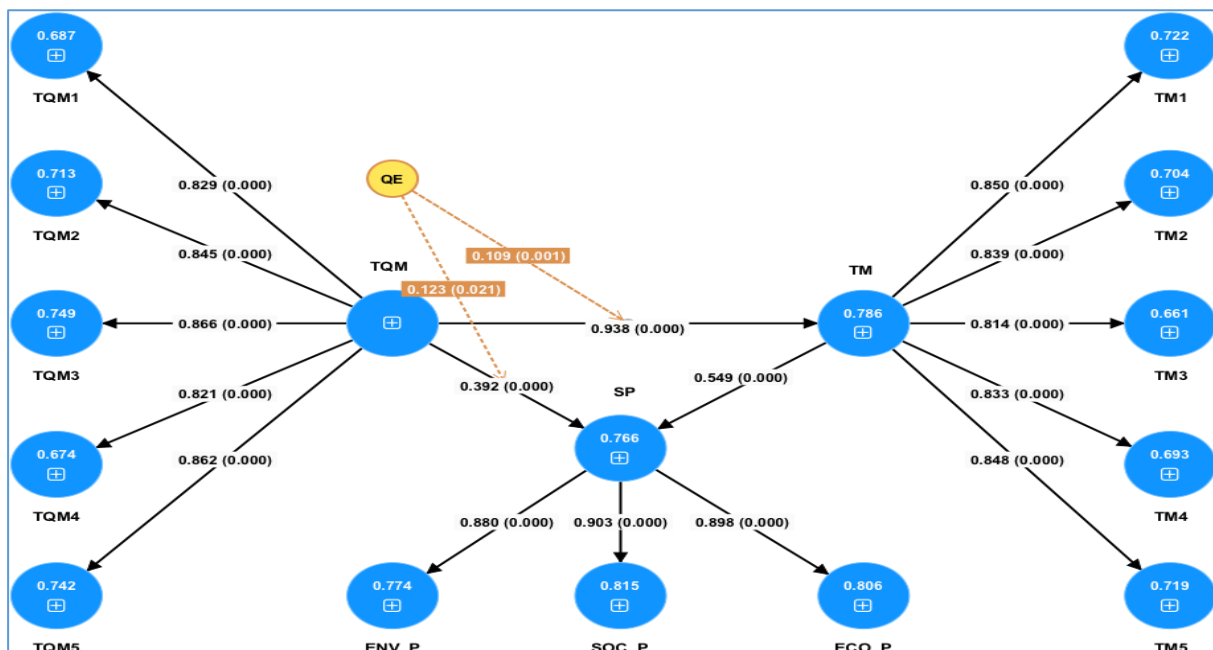 0.687
0.722
TQM1
TM1
0.713
QE
0.829 (0.000)
0.850 (0.000)
0.704
TQM2
TM2
0.845 (0.000)
0.109 (0.001)
0.839 (0.000)
TQM
TM
0.123 (0.021)
0.749
0.866 (0.000)
0.938 (0.000)
0.786
0.814 (0.000)
0.661
TQM3
TM3
0.821 (0.000)
0.392 (0.000)
SP
0.549 (0.000)
0.833 (0.000)
0.674
0.862 (0.000)
0.766
0.848 (0.000)
0.693
TQM4
TM4
0.880 (0.000)
0.903 (0.000)
0.898 (0.000)
0.742
0.774
0.815
0.806
0.719
TQM5
ENV_P
SOC_P
ECO_P
TM5